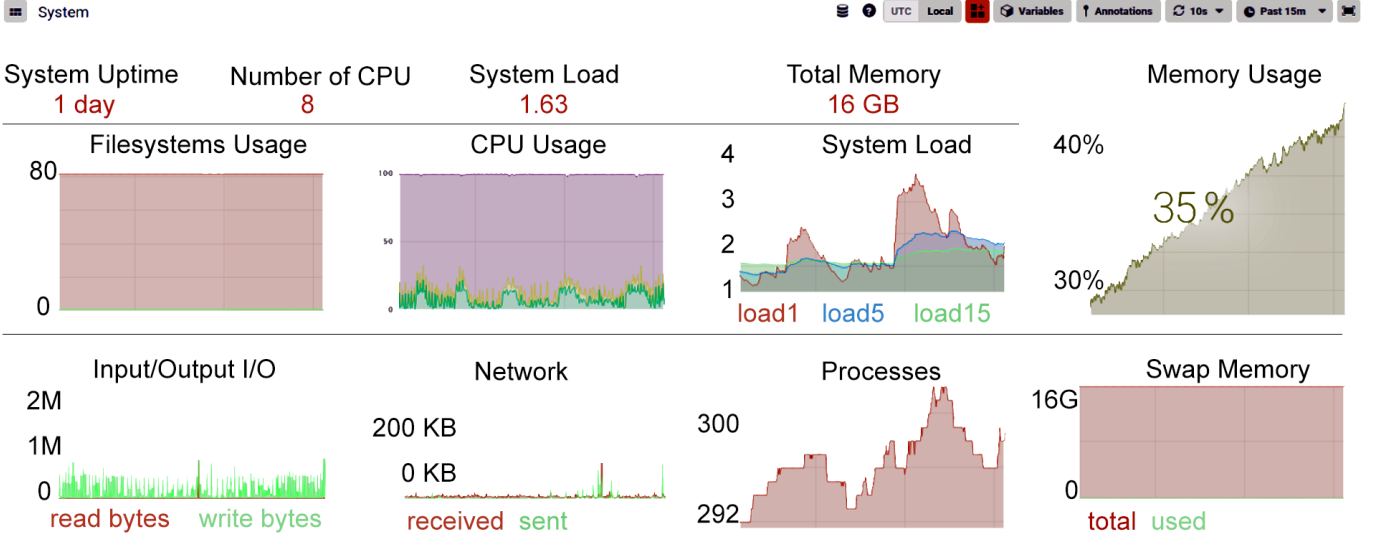 System
UTC Local Variables Annotations 10s Past 15m
System Uptime
1 day
Number of CPU
8
System Load
1.63
Total Memory
16 GB
Memory Usage
40%
35%
30%
Filesystems Usage
80
0
CPU Usage
100
50
0
System Load
4
3
2
1
load1 load5 load15
Input/Output I/O
2M
1M
0
read bytes write bytes
Network
200 KB
0 KB
received sent
Processes
300
292
Swap Memory
16G
0
total used